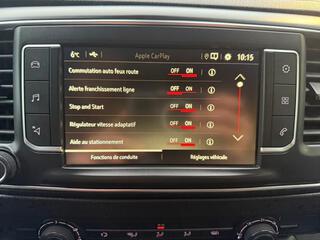 6°C Apple CarPlay 10:15
Commutation auto feux route OFF ON
Alerte franchissement ligne OFF ON
Stop and Start OFF ON
Régulateur vitesse adaptatif OFF ON
Aide au stationnement OFF ON
Fonctions de conduite Réglages véhicule